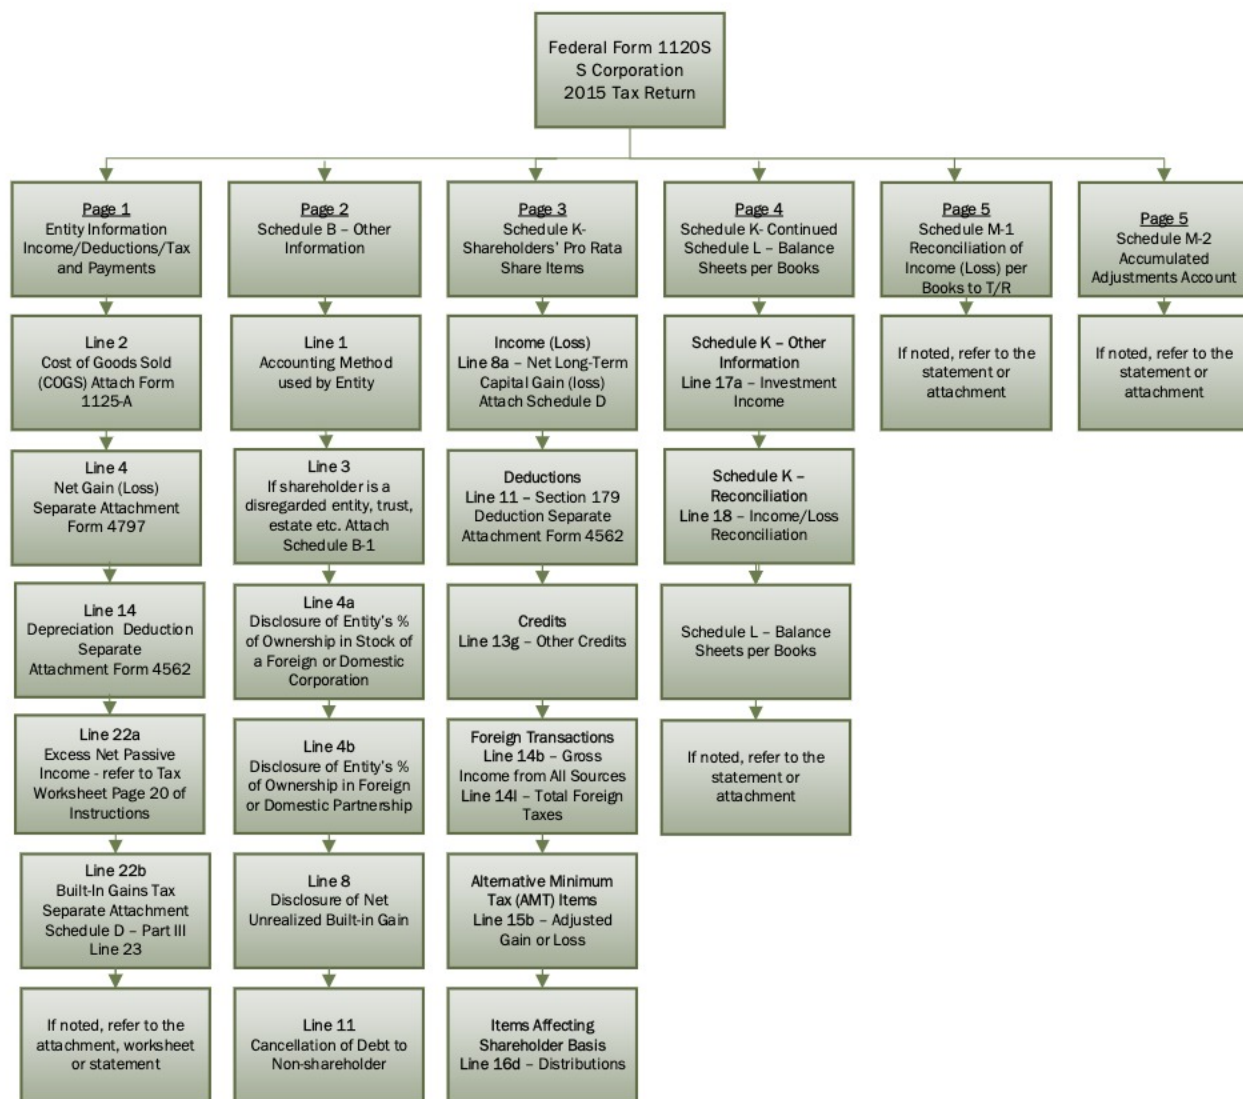 Federal Form 1120S
S Corporation
2015 Tax Return
Page 1
Entity Information
Income/Deductions/Tax
and Payments
Line 2
Cost of Goods Sold
(COGS) Attach Form
1125-A
Line 4
Net Gain (Loss)
Separate Attachment
Form 4797
Line 14
Depreciation Deduction
Separate
Attachment Form 4562
Line 22a
Excess Net Passive
Income - refer to Tax
Worksheet Page 20 of
Instructions
Line 22b
Built-In Gains Tax
Separate Attachment
Schedule D – Part III
Line 23
If noted, refer to the
attachment, worksheet
or statement
Page 2
Schedule B – Other
Information
Line 1
Accounting Method
used by Entity
Line 3
If shareholder is a
disregarded entity, trust,
estate etc. Attach
Schedule B-1
Line 4a
Disclosure of Entity's %
of Ownership in Stock of
a Foreign or Domestic
Corporation
Line 4b
Disclosure of Entity's %
of Ownership in Foreign
or Domestic Partnership
Line 8
Disclosure of Net
Unrealized Built-in Gain
Line 11
Cancellation of Debt to
Non-shareholder
Page 3
Schedule K-
Shareholders' Pro Rata
Share Items
Income (Loss)
Line 8a – Net Long-Term
Capital Gain (loss)
Attach Schedule D
Deductions
Line 11 – Section 179
Deduction Separate
Attachment Form 4562
Credits
Line 13g – Other Credits
Foreign Transactions
Line 14b – Gross
Income from All Sources
Line 14l – Total Foreign
Taxes
Alternative Minimum
Tax (AMT) Items
Line 15b – Adjusted
Gain or Loss
Items Affecting
Shareholder Basis
Line 16d – Distributions
Page 4
Schedule K- Continued
Schedule L – Balance
Sheets per Books
Schedule K – Other
Information
Line 17a – Investment
Income
Schedule K –
Reconciliation
Line 18 – Income/Loss
Reconciliation
Schedule L – Balance
Sheets per Books
If noted, refer to the
statement or
attachment
Page 5
Schedule M-1
Reconciliation of
Income (Loss) per
Books to T/R
If noted, refer to the
statement or
attachment
Page 5
Schedule M-2
Accumulated
Adjustments Account
If noted, refer to the
statement or
attachment